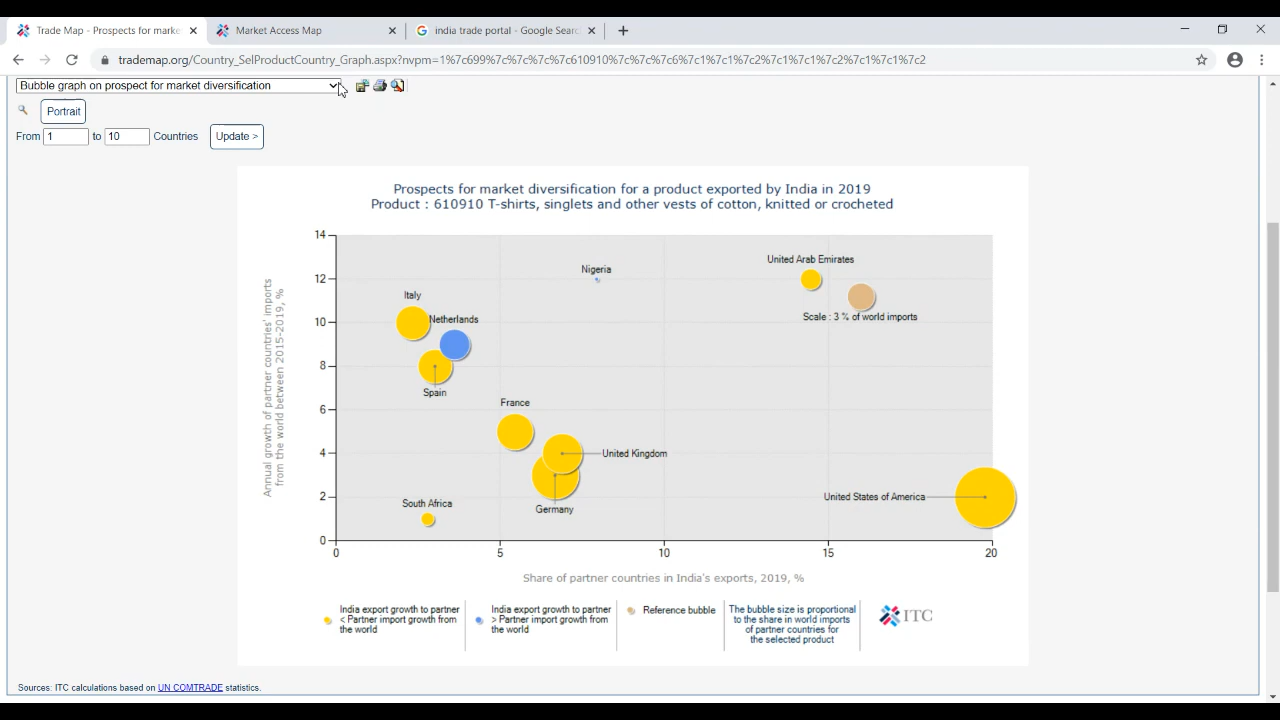 Trade Map - Prospects for marke
Market Access Map
india trade portal - Google Searc
trademap.org/Country_SelProductCountry_Graph.aspx?nvpm=1%7c699%7c%7c%7c%7c610910%7c%7c%7c6%7c1%7c1%7c2%7c1%7c1%7c2%7c1%7c1%7c2
Bubble graph on prospect for market diversification
Portrait
From 1 to 10 Countries Update >
Prospects for market diversification for a product exported by India in 2019
Product : 610910 T-shirts, singlets and other vests of cotton, knitted or crocheted
Annual growth of partner countries' imports
from the world between 2015-2019, %
14
12
10
8
6
4
2
0
Nigeria
United Arab Emirates
Italy
Scale : 3 % of world imports
Netherlands
Spain
France
United Kingdom
South Africa
Germany
United States of America
0 5 10 15 20
Share of partner countries in India's exports, 2019, %
India export growth to partner
< Partner import growth from
the world
India export growth to partner
> Partner import growth from
the world
Reference bubble
The bubble size is proportional
to the share in world imports
of partner countries for
the selected product
ITC
Sources: ITC calculations based on UN COMTRADE statistics.